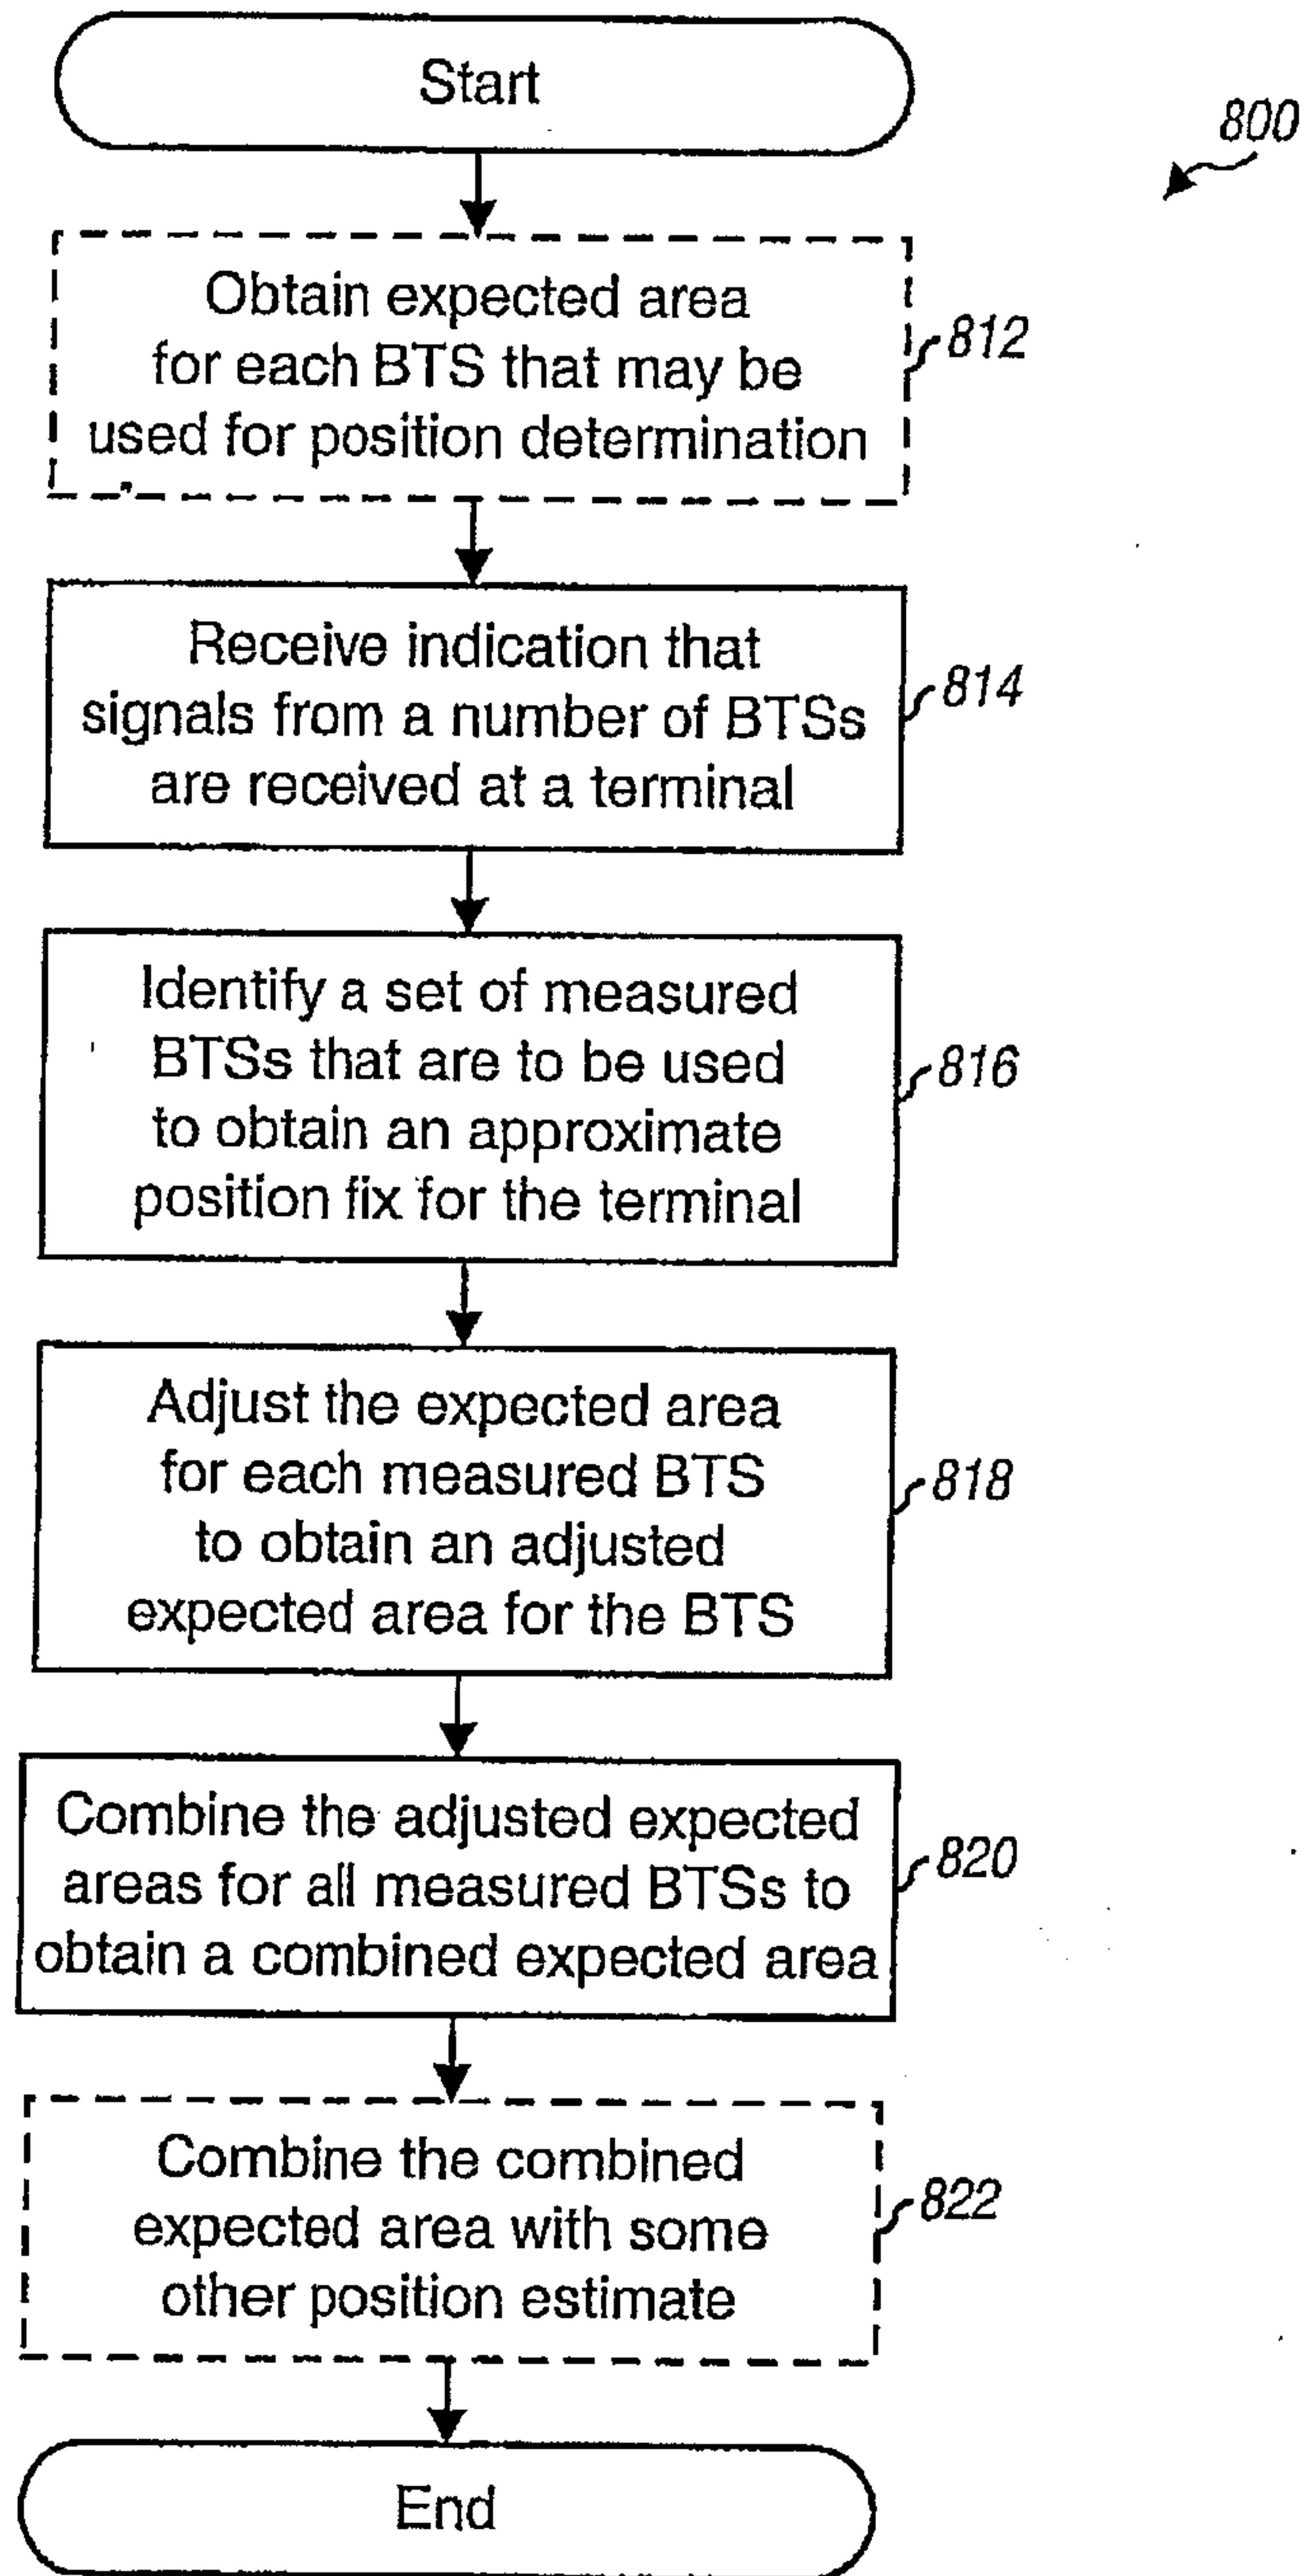 Start
800
Obtain expected area
for each BTS that may be
used for position determination
812
Receive indication that
signals from a number of BTSs
are received at a terminal
814
Identify a set of measured
BTSs that are to be used
to obtain an approximate
position fix for the terminal
816
Adjust the expected area
for each measured BTS
to obtain an adjusted
expected area for the BTS
818
Combine the adjusted expected
areas for all measured BTSs to
obtain a combined expected area
820
Combine the combined
expected area with some
other position estimate
822
End